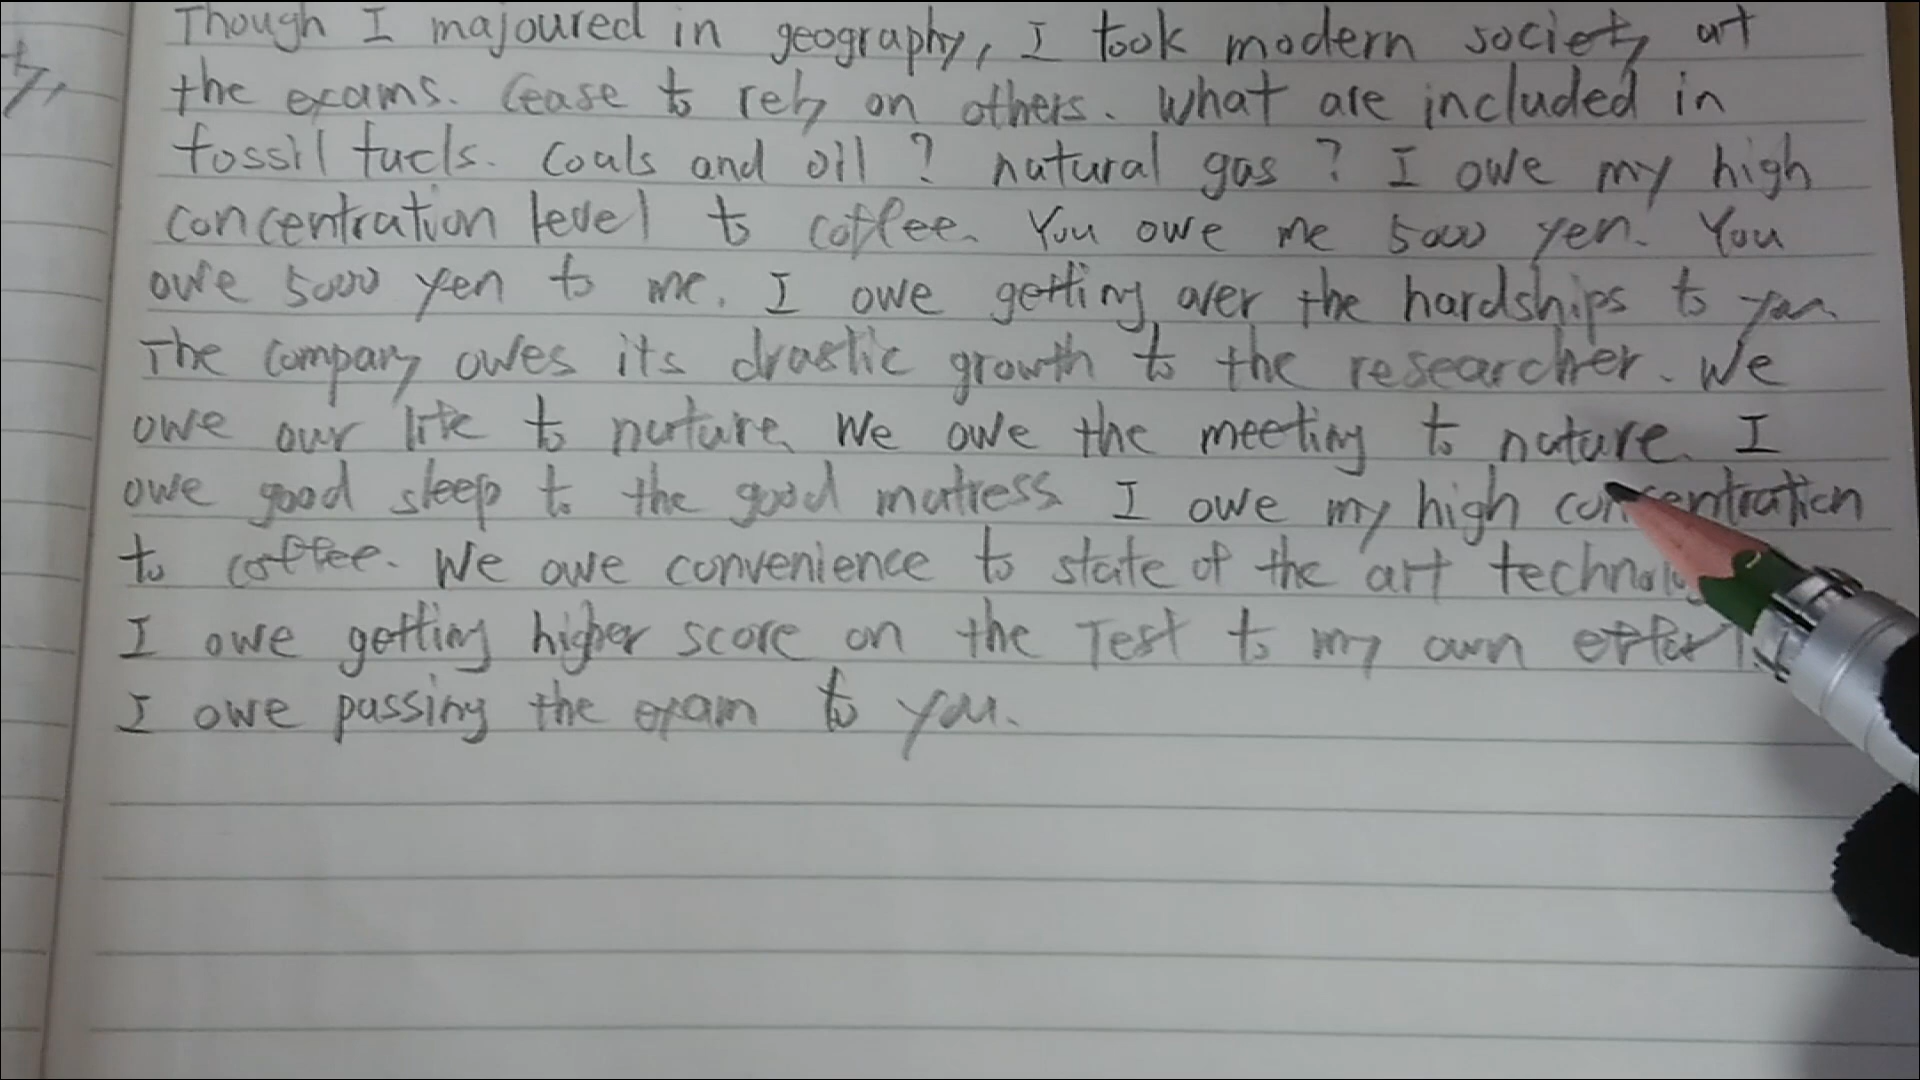 Though I majoured in geography, I took modern society at
the exams. Cease to rely on others. What are included in
fossil fuels. Coals and oil ? natural gas ? I owe my high
concentration level to coffee. You owe me 5000 yen. You
owe 5000 yen to me. I owe getting over the hardships to you.
The company owes its drastic growth to the researcher. We
owe our life to nature. We owe the meeting to nature. I
owe good sleep to the good matress. I owe my high concentration
to coffee. We owe convenience to state of the art
I owe getting higher score on the Test to my own effort.
I owe passing the exam to you.